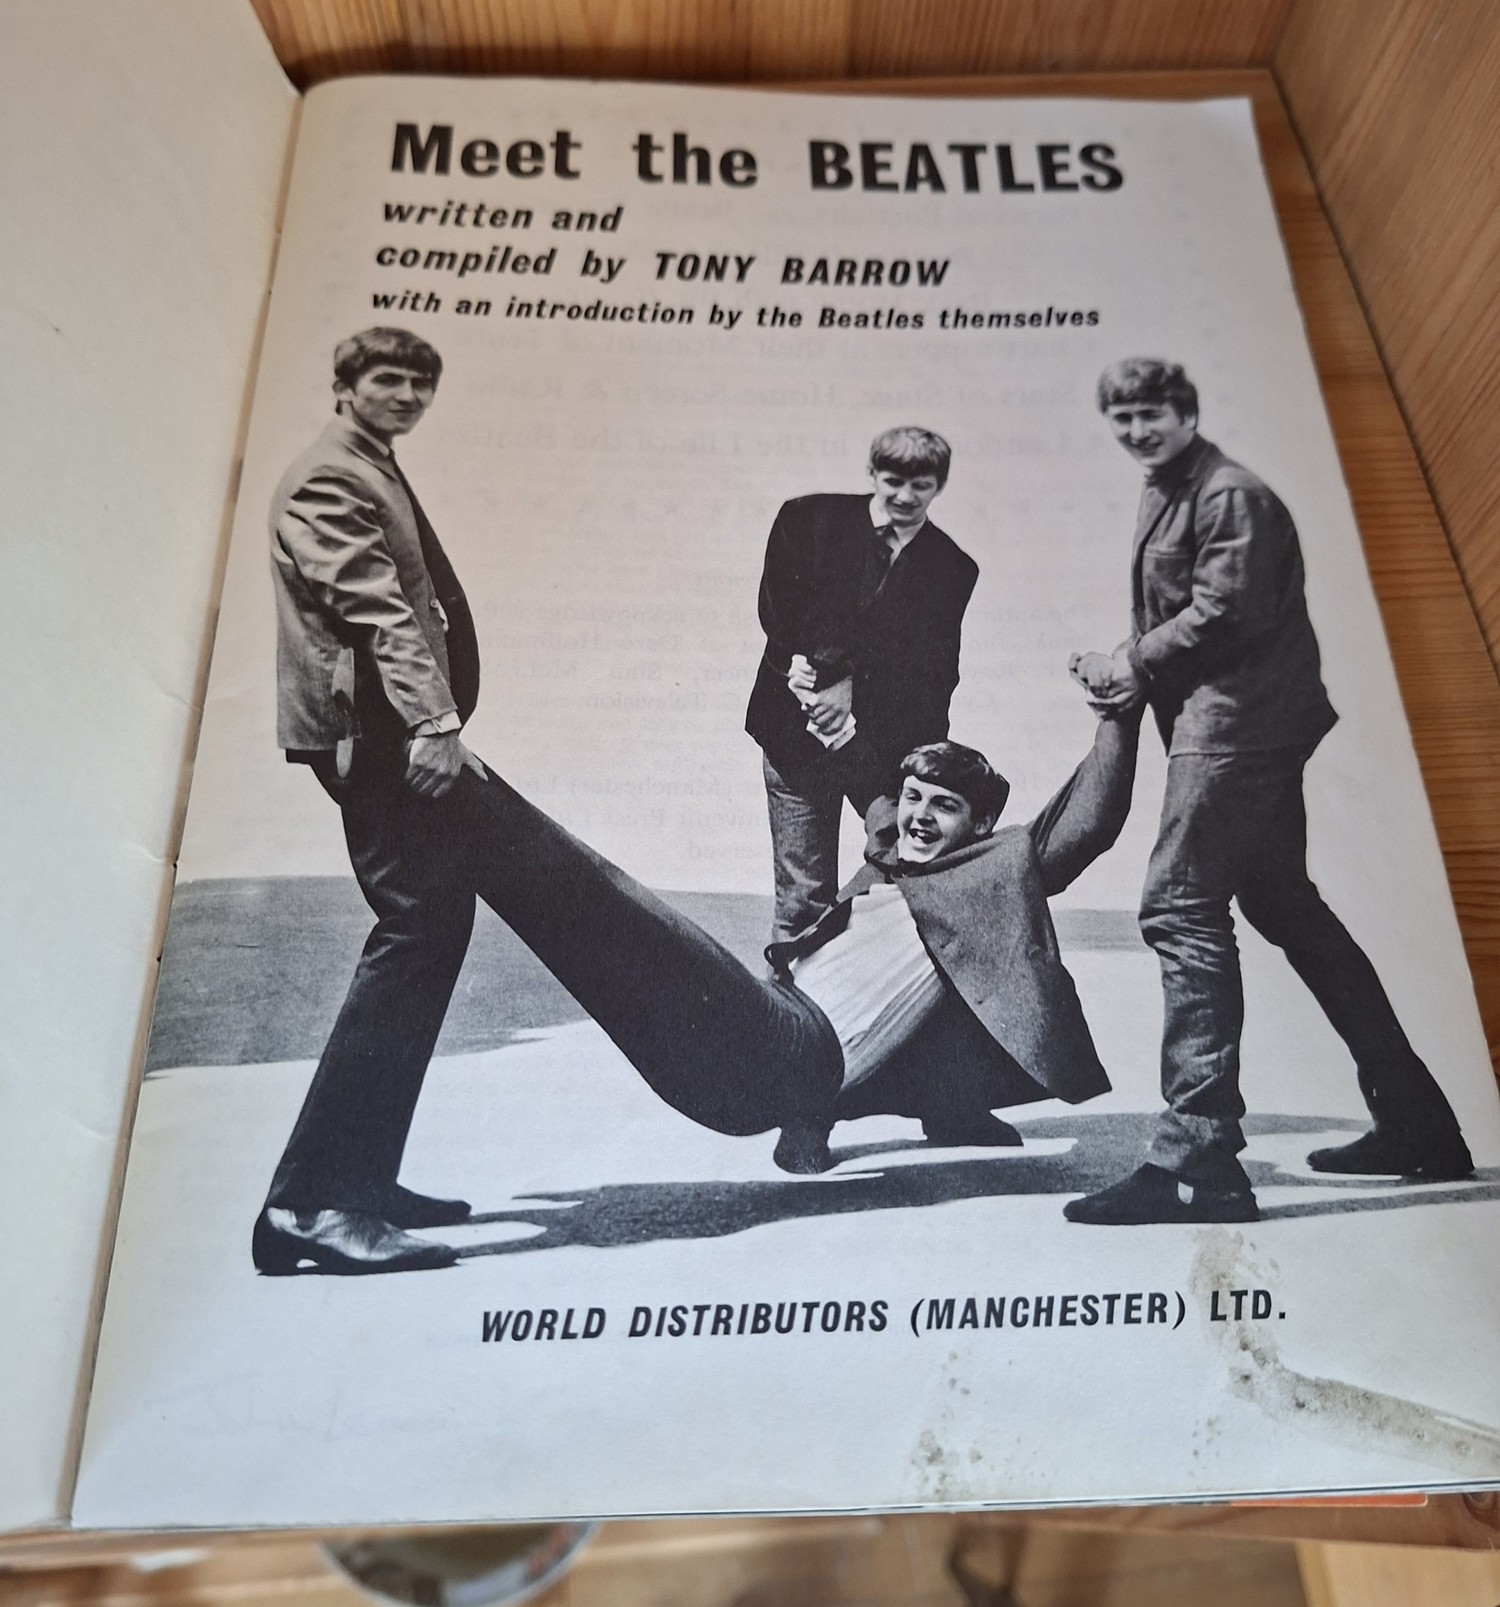 Meet the BEATLES
written and
compiled by TONY BARROW
with an introduction by the Beatles themselves
WORLD DISTRIBUTORS (MANCHESTER) LTD.